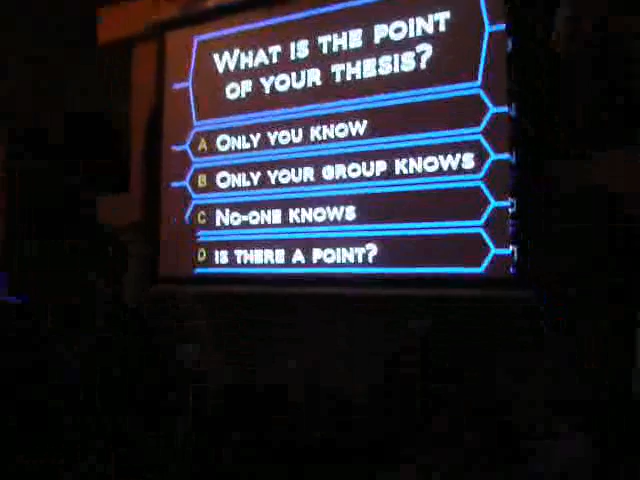 WHAT IS THE POINT
OF YOUR THESIS?
A ONLY YOU KNOW
B ONLY YOUR GROUP KNOWS
C NO-ONE KNOWS
D IS THERE A POINT?